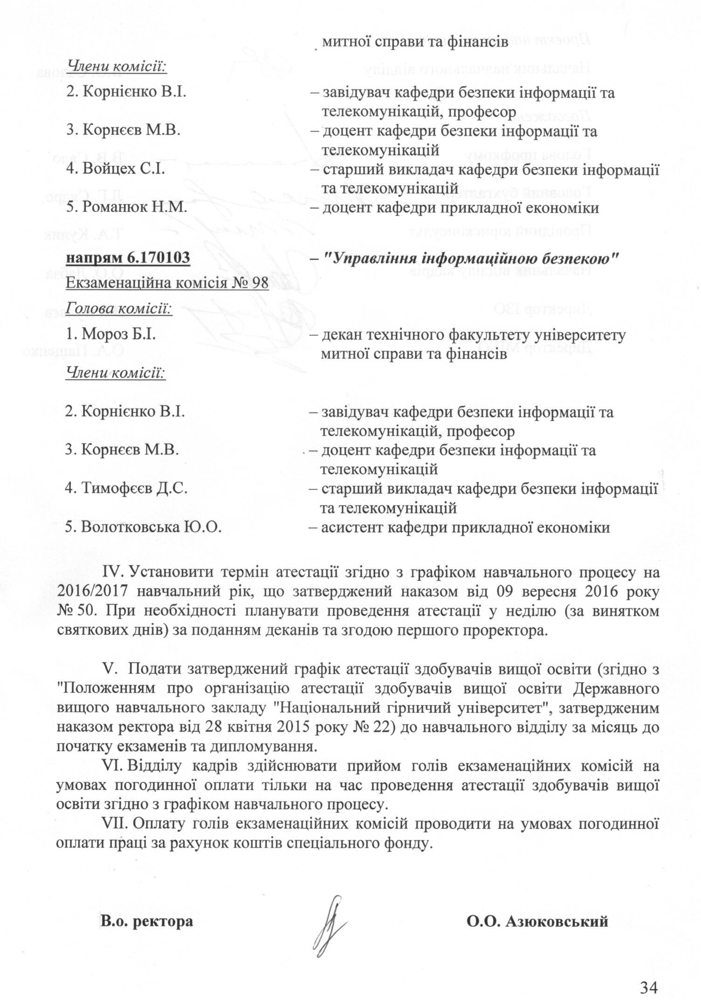 митної справи та фінансів
Члени комісії:
2. Корнієнко В.І. – завідувач кафедри безпеки інформації та
телекомунікацій, професор
3. Корнєєв М.В. – доцент кафедри безпеки інформації та
телекомунікацій
4. Войцех С.І. – старший викладач кафедри безпеки інформації
та телекомунікацій
5. Романюк Н.М. – доцент кафедри прикладної економіки
напрям 6.170103 – "Управління інформаційною безпекою"
Екзаменаційна комісія № 98
Голова комісії:
1. Мороз Б.І. – декан технічного факультету університету
митної справи та фінансів
Члени комісії:
2. Корнієнко В.І. – завідувач кафедри безпеки інформації та
телекомунікацій, професор
3. Корнєєв М.В. – доцент кафедри безпеки інформації та
телекомунікацій
4. Тимофєєв Д.С. – старший викладач кафедри безпеки інформації
та телекомунікацій
5. Волотковська Ю.О. – асистент кафедри прикладної економіки
IV. Установити термін атестації згідно з графіком навчального процесу на
2016/2017 навчальний рік, що затверджений наказом від 09 вересня 2016 року
№ 50. При необхідності планувати проведення атестації у неділю (за винятком
святкових днів) за поданням деканів та згодою першого проректора.
V. Подати затверджений графік атестації здобувачів вищої освіти (згідно з
"Положенням про організацію атестації здобувачів вищої освіти Державного
вищого навчального закладу "Національний гірничий університет", затвердженим
наказом ректора від 28 квітня 2015 року № 22) до навчального відділу за місяць до
початку екзаменів та дипломування.
VI. Відділу кадрів здійснювати прийом голів екзаменаційних комісій на
умовах погодинної оплати тільки на час проведення атестації здобувачів вищої
освіти згідно з графіком навчального процесу.
VII. Оплату голів екзаменаційних комісій проводити на умовах погодинної
оплати праці за рахунок коштів спеціального фонду.
В.о. ректора О.О. Азюковський
34